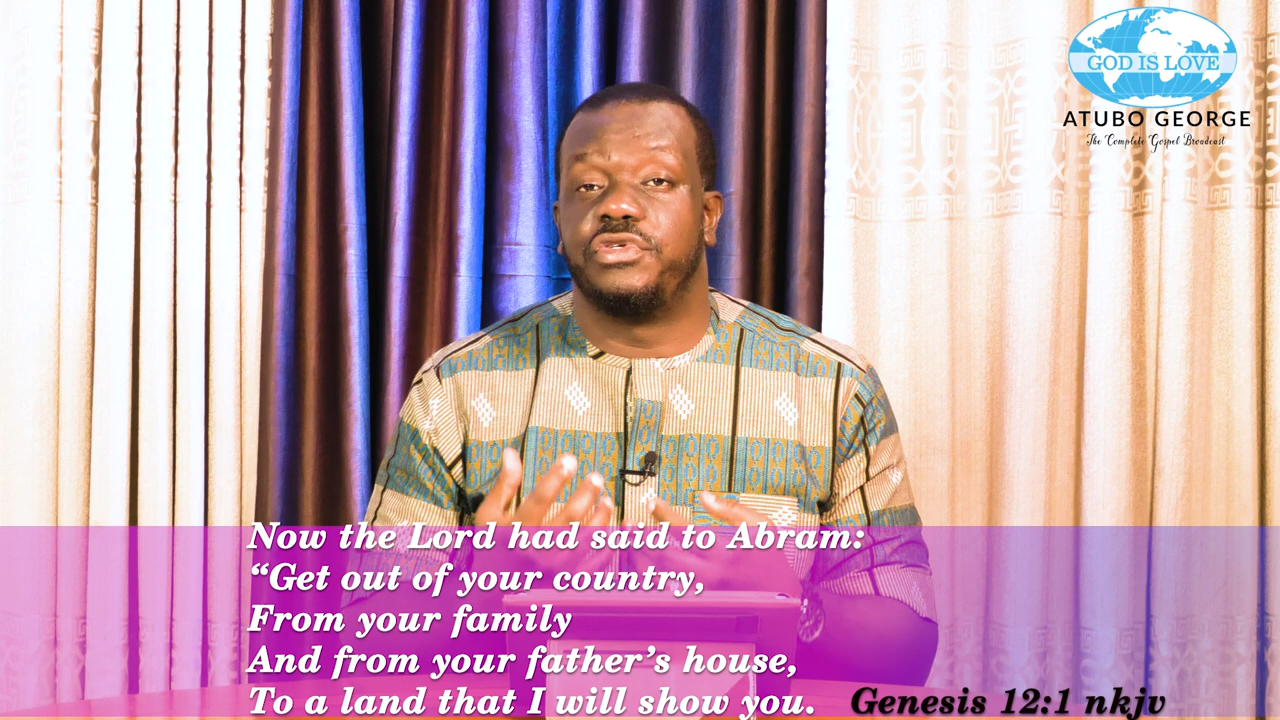 GOD IS LOVE
ATUBO GEORGE
The Complete Gospel Broadcast
Now the Lord had said to Abram:
“Get out of your country,
From your family
And from your father’s house,
To a land that I will show you. Genesis 12:1 nkjv